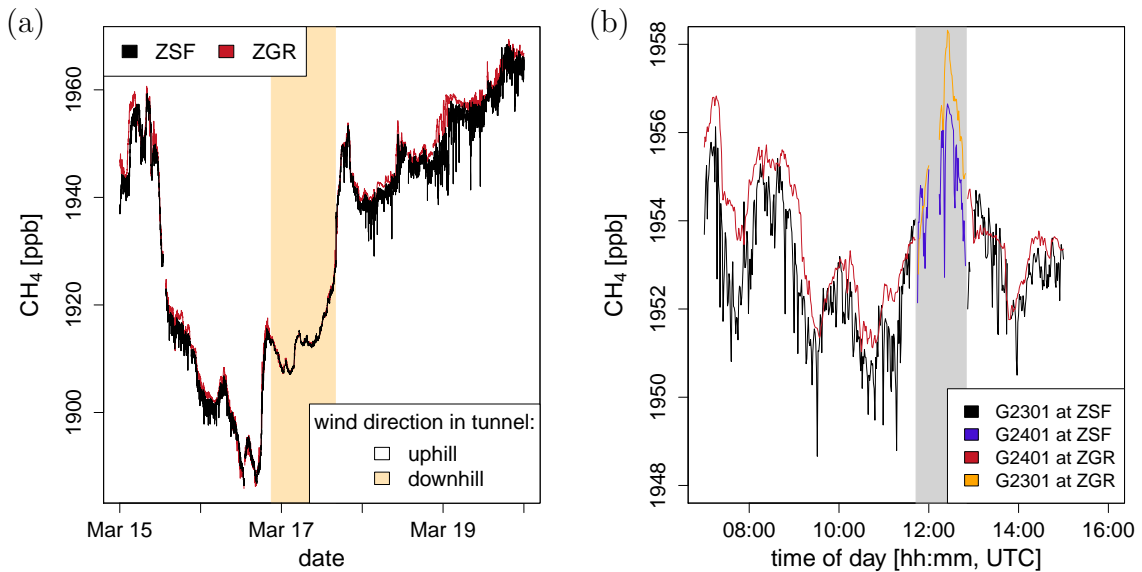 (a)
ZSF ZGR
CH4 [ppb]
1900 1920 1940 1960
wind direction in tunnel:
uphill
downhill
Mar 15 Mar 17 Mar 19
date
(b)
CH4 [ppb]
1948 1950 1952 1954 1956 1958
G2301 at ZSF
G2401 at ZSF
G2401 at ZGR
G2301 at ZGR
08:00 10:00 12:00 14:00 16:00
time of day [hh:mm, UTC]